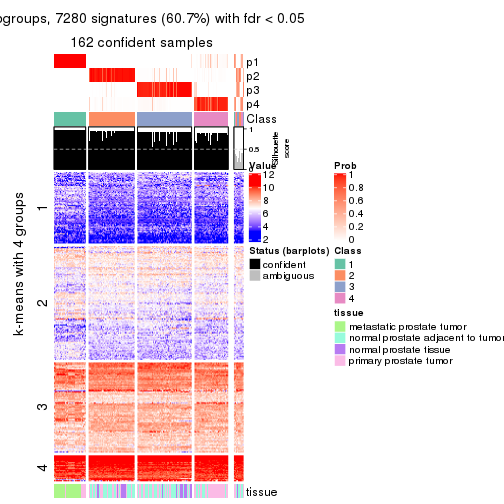 ogroups, 7280 signatures (60.7%) with fdr < 0.05
162 confident samples
p1
p2
p3
p4
Class
1
0.5
0
Silhouette
score
k-means with 4 groups
1
2
3
4
tissue
Value
12
10
8
6
4
2
Prob
1
0.8
0.6
0.4
0.2
0
Status (barplots)
confident
ambiguous
Class
1
2
3
4
tissue
metastatic prostate tumor
normal prostate adjacent to tumor
normal prostate tissue
primary prostate tumor